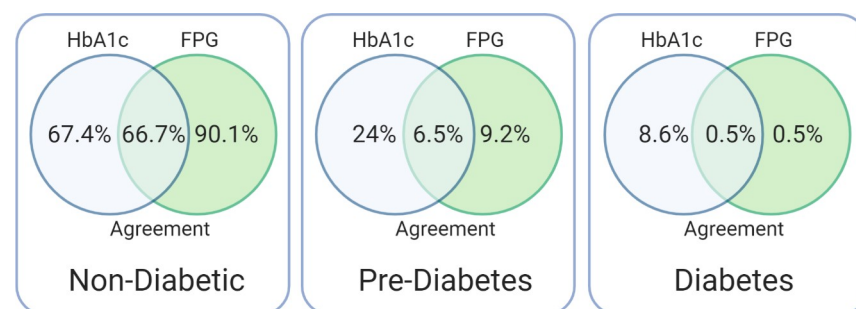 HbA1c FPG
67.4% 66.7% 90.1%
Agreement
Non-Diabetic
HbA1c FPG
24% 6.5% 9.2%
Agreement
Pre-Diabetes
HbA1c FPG
8.6% 0.5% 0.5%
Agreement
Diabetes